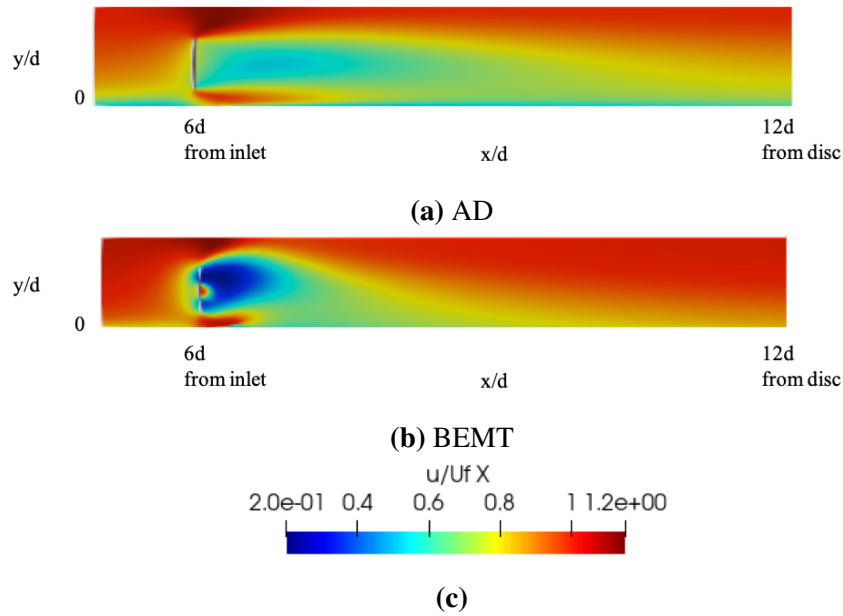 y/d
0
6d
from inlet
x/d
12d
from disc
(a) AD
y/d
0
6d
from inlet
x/d
12d
from disc
(b) BEMT
u/Uf X
2.0e-01 0.4 0.6 0.8 1 1.2e+00
(c)